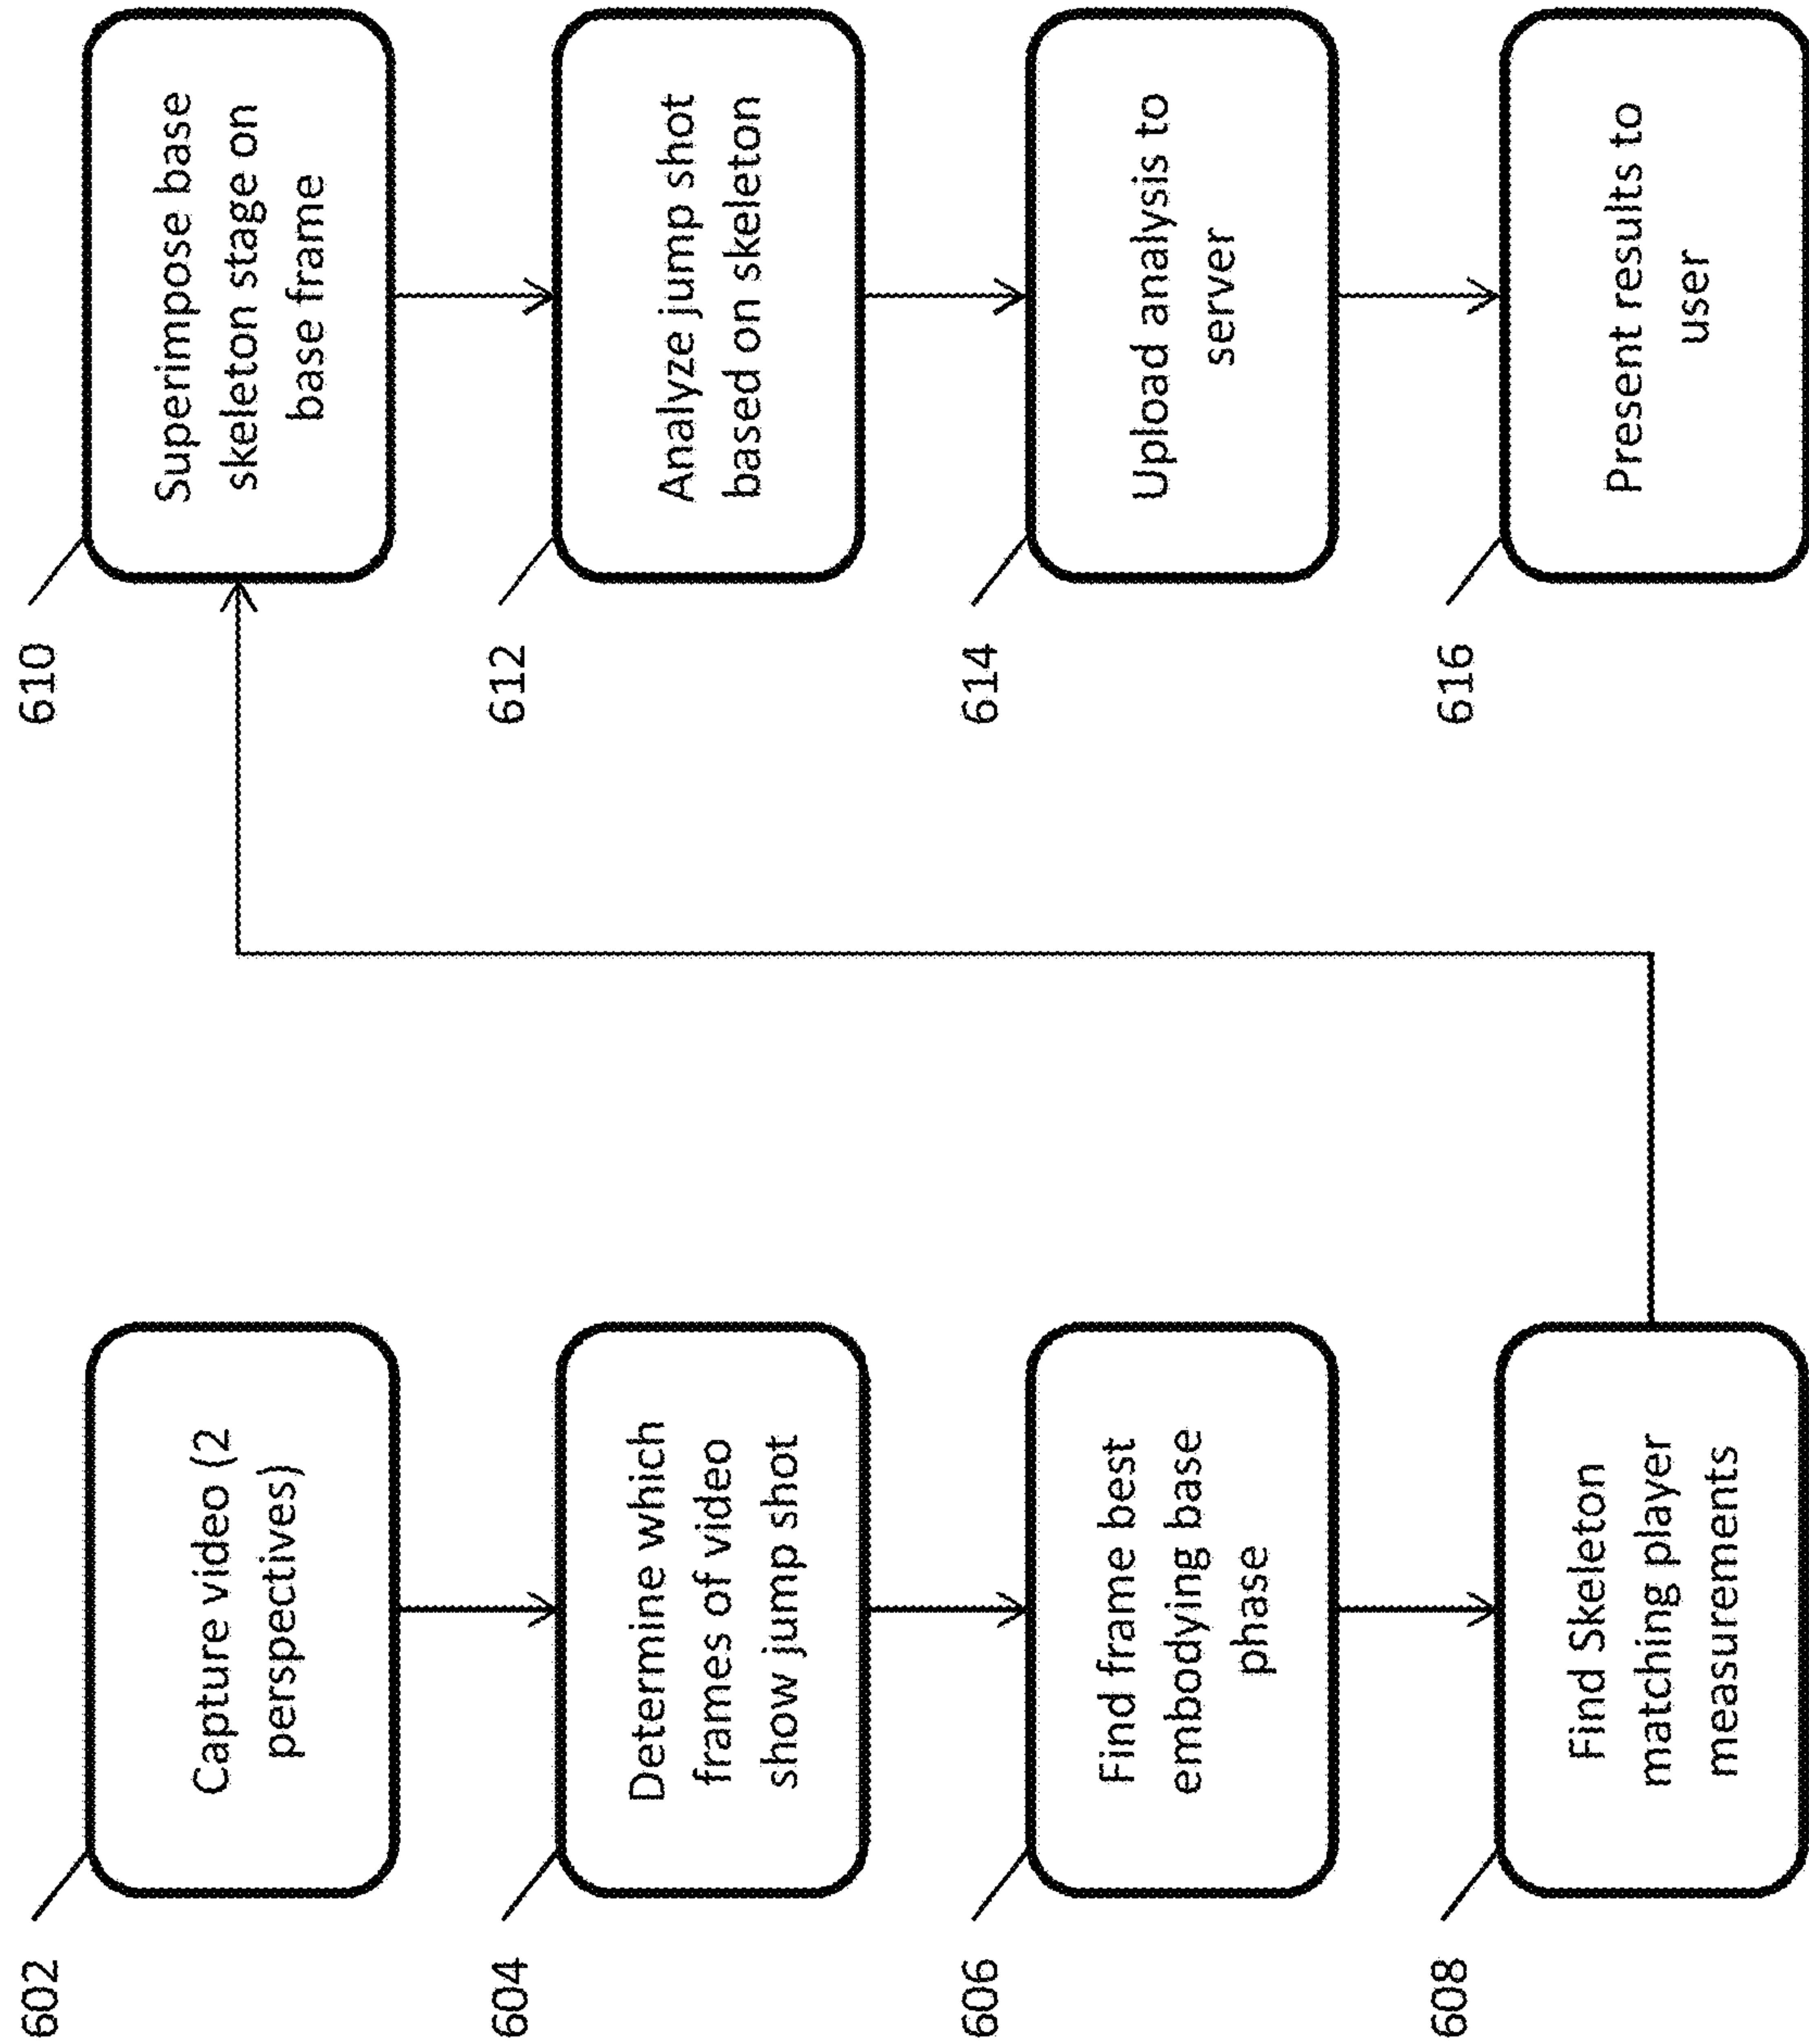 602
Capture video (2
perspectives)
604
Determine which
frames of video
show jump shot
606
Find frame best
embodying base
phase
608
Find Skeleton
matching player
measurements
610
Superimpose base
skeleton stage on
base frame
612
Analyze jump shot
based on skeleton
614
Upload analysis to
server
616
Present results to
user